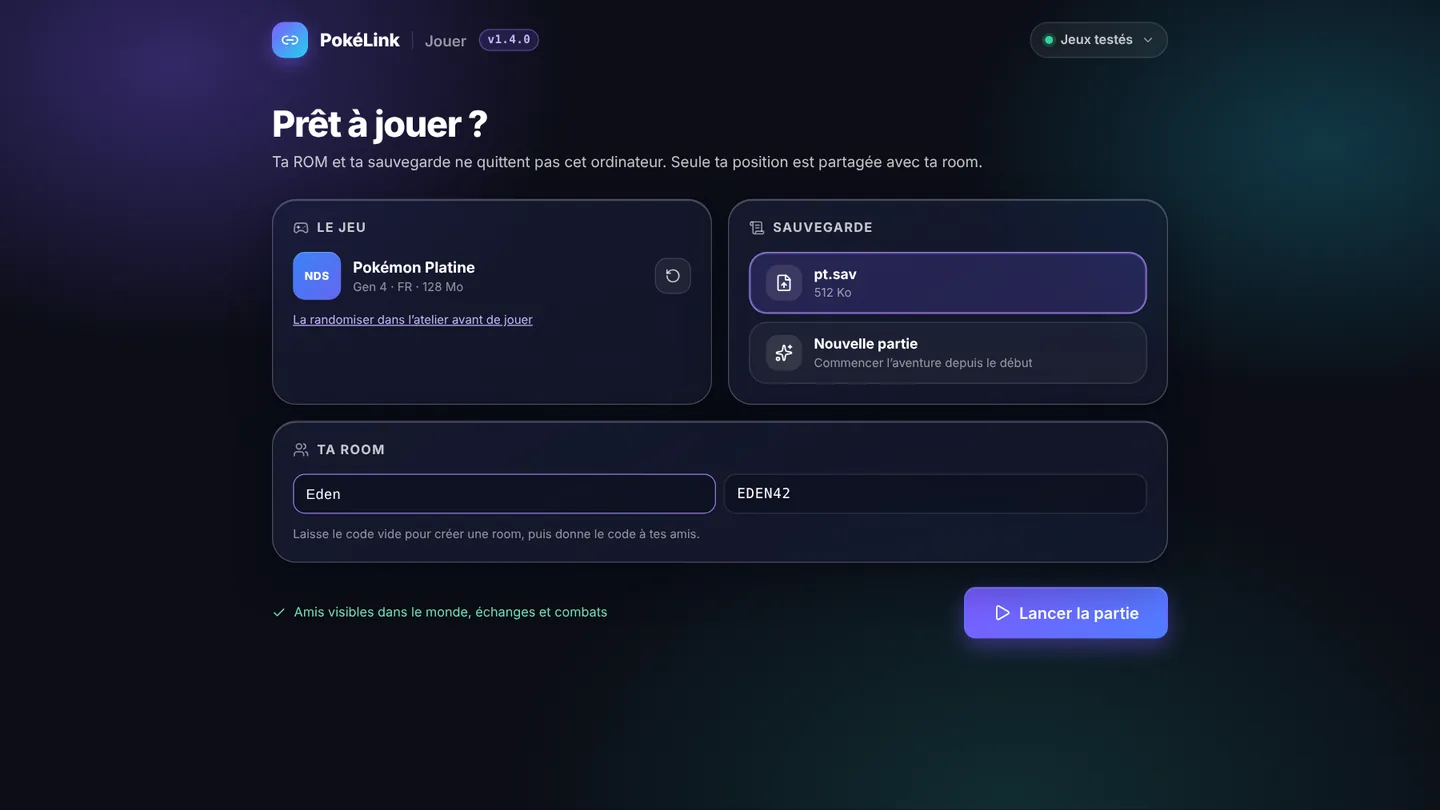 PokéLink
Jouer
v1.4.0
Jeux testés
Prêt à jouer ?
Ta ROM et ta sauvegarde ne quittent pas cet ordinateur. Seule ta position est partagée avec ta room.
LE JEU
NDS
Pokémon Platine
Gen 4 · FR · 128 Mo
La randomiser dans l’atelier avant de jouer
SAUVEGARDE
pt.sav
512 Ko
Nouvelle partie
Commencer l’aventure depuis le début
TA ROOM
Eden
EDEN42
Laisse le code vide pour créer une room, puis donne le code à tes amis.
Amis visibles dans le monde, échanges et combats
Lancer la partie